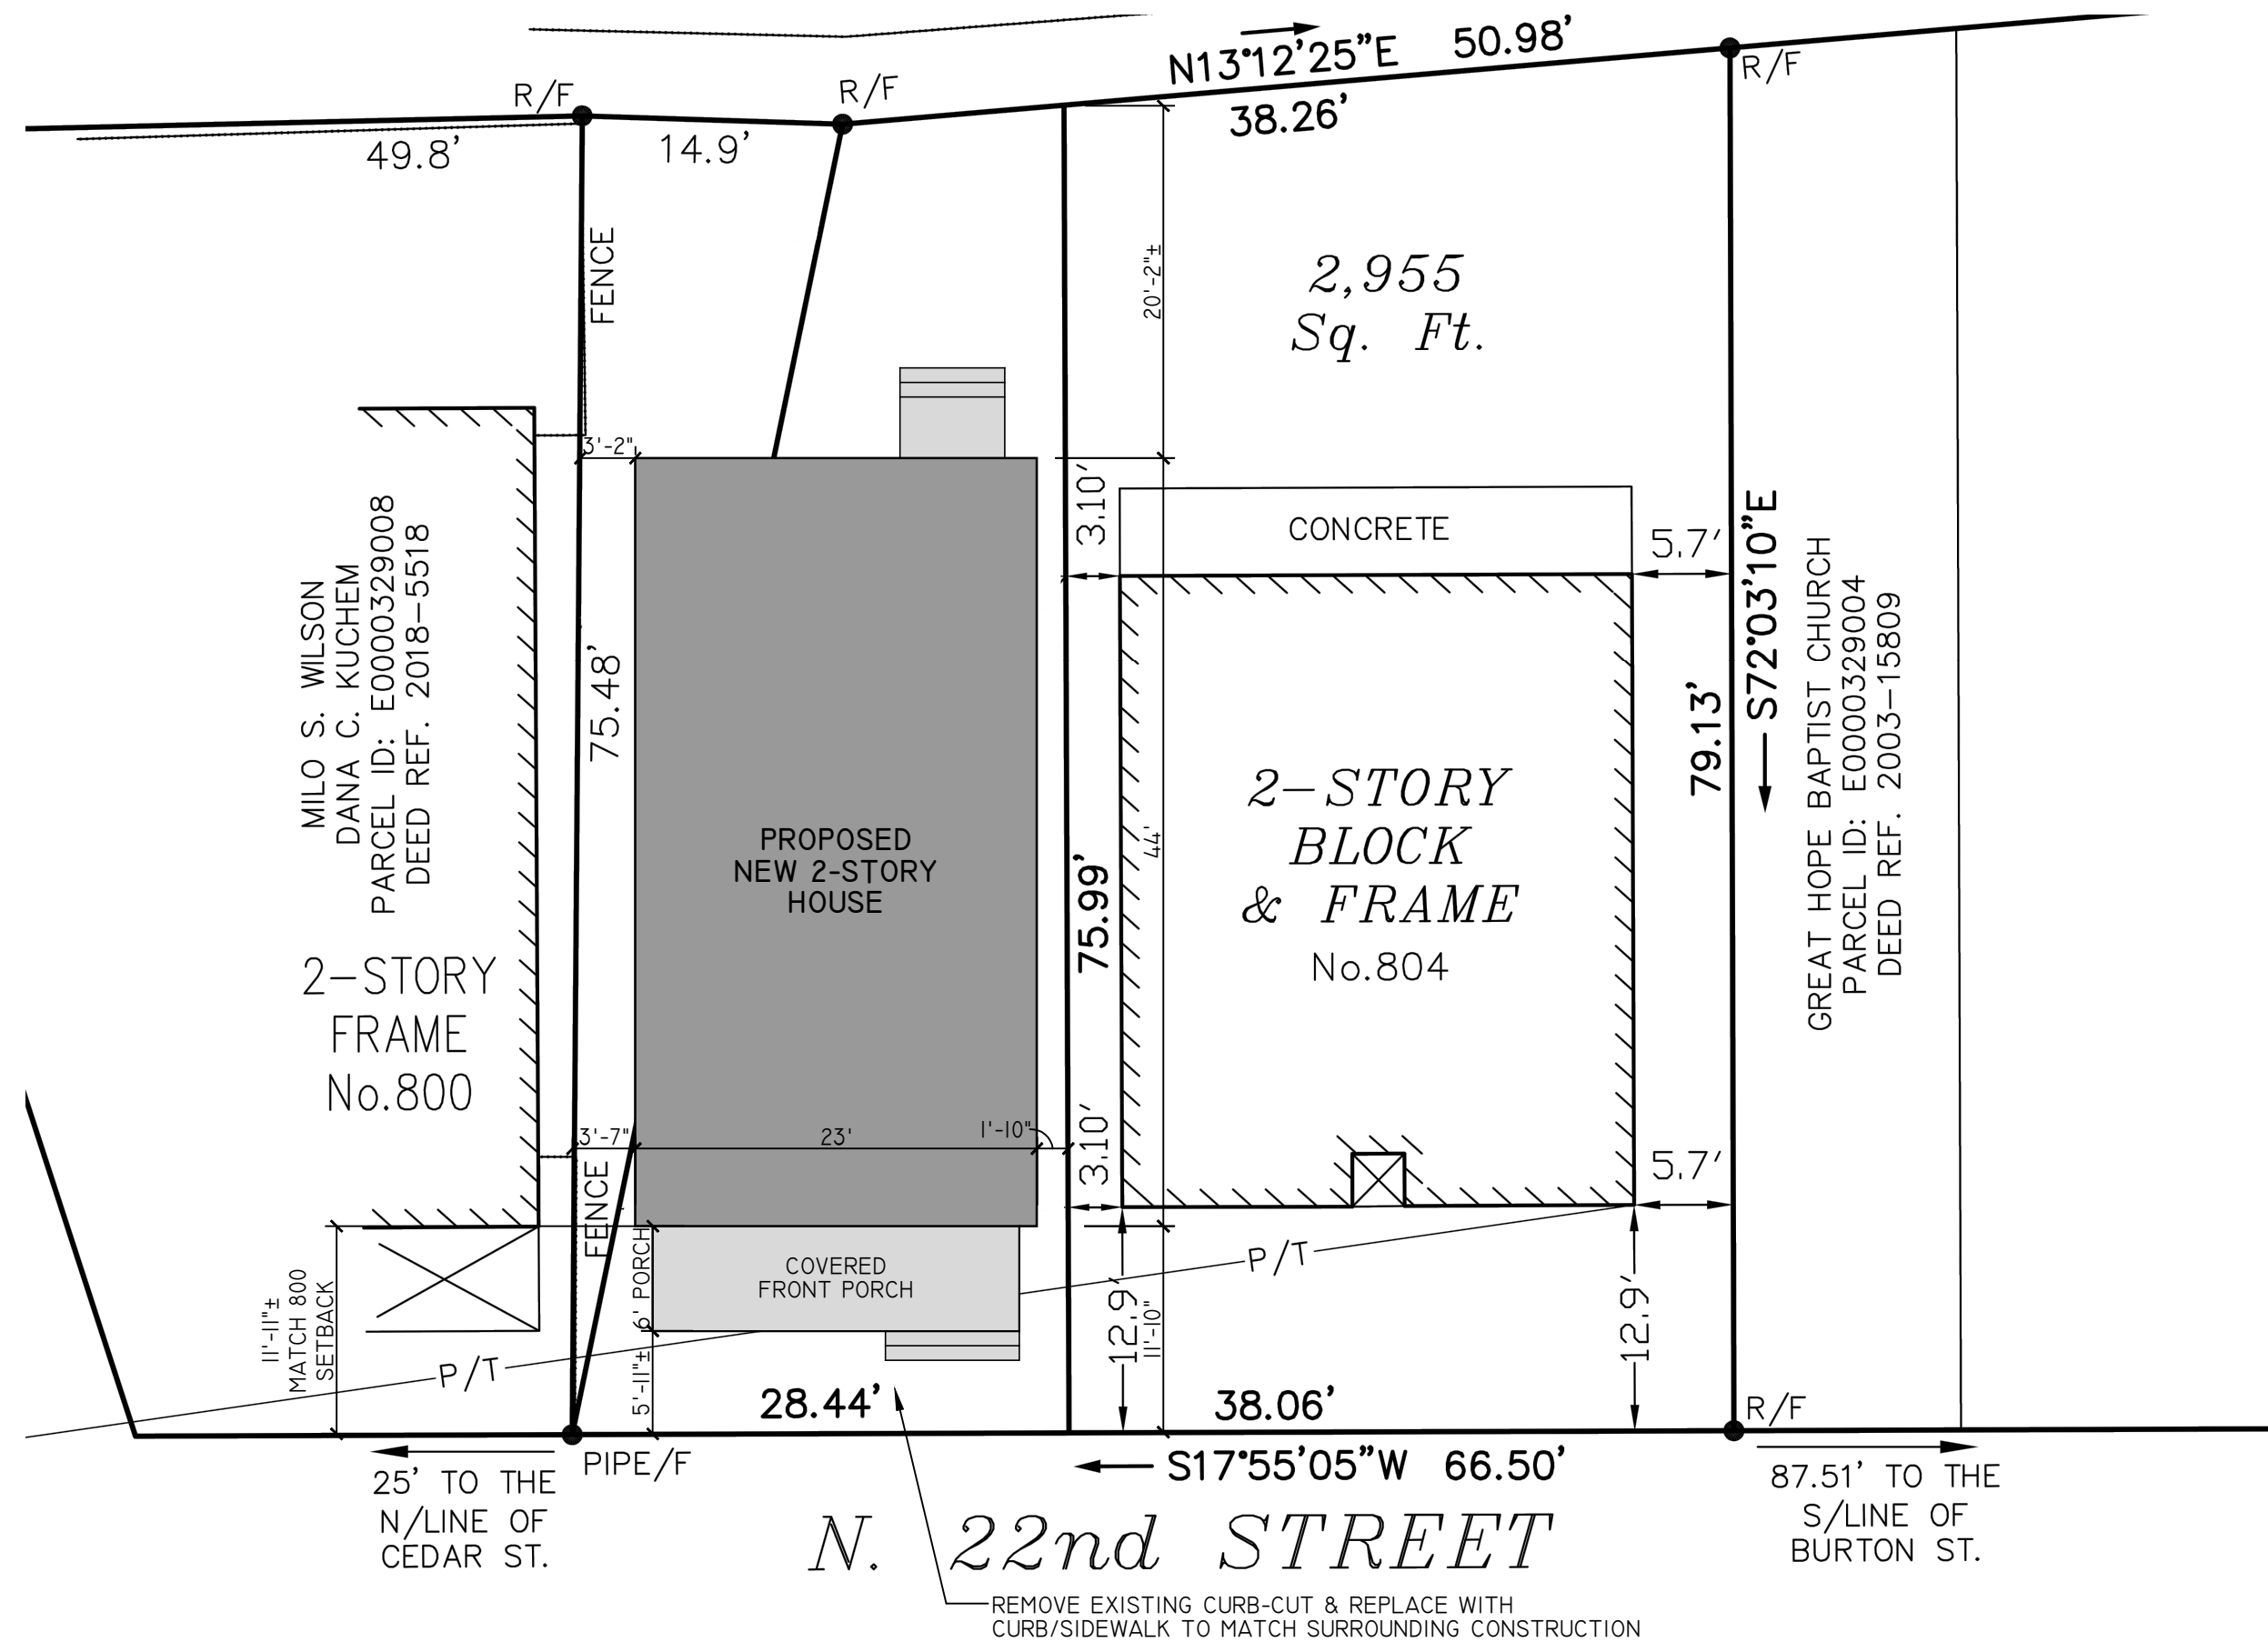 N13°12'25"E 50.98'
R/F
R/F
R/F
49.8'
14.9'
38.26'
FENCE
20'-2"±
2,955
Sq. Ft.
3'-2"
3.10'
CONCRETE
5.7'
MILO S. WILSON
DANA C. KUCHEM
PARCEL ID: E0000329008
DEED REF. 2018-5518
75.48'
S72°03'10"E
79.13'
GREAT HOPE BAPTIST CHURCH
PARCEL ID: E0000329004
DEED REF. 2003-15809
PROPOSED
NEW 2-STORY
HOUSE
44'
75.99'
2-STORY
BLOCK
& FRAME
No.804
2-STORY
FRAME
No.800
3'-7"
23'
1'-10"
3.10'
5.7'
FENCE
6' PORCH
COVERED
FRONT PORCH
P/T
11'-11"±
MATCH 800
SETBACK
12.9'
11'-10"
12.9'
P/T
5'-11"±
28.44'
38.06'
R/F
PIPE/F
S17°55'05"W 66.50'
25' TO THE
N/LINE OF
CEDAR ST.
87.51' TO THE
S/LINE OF
BURTON ST.
N. 22nd STREET
REMOVE EXISTING CURB-CUT & REPLACE WITH
CURB/SIDEWALK TO MATCH SURROUNDING CONSTRUCTION